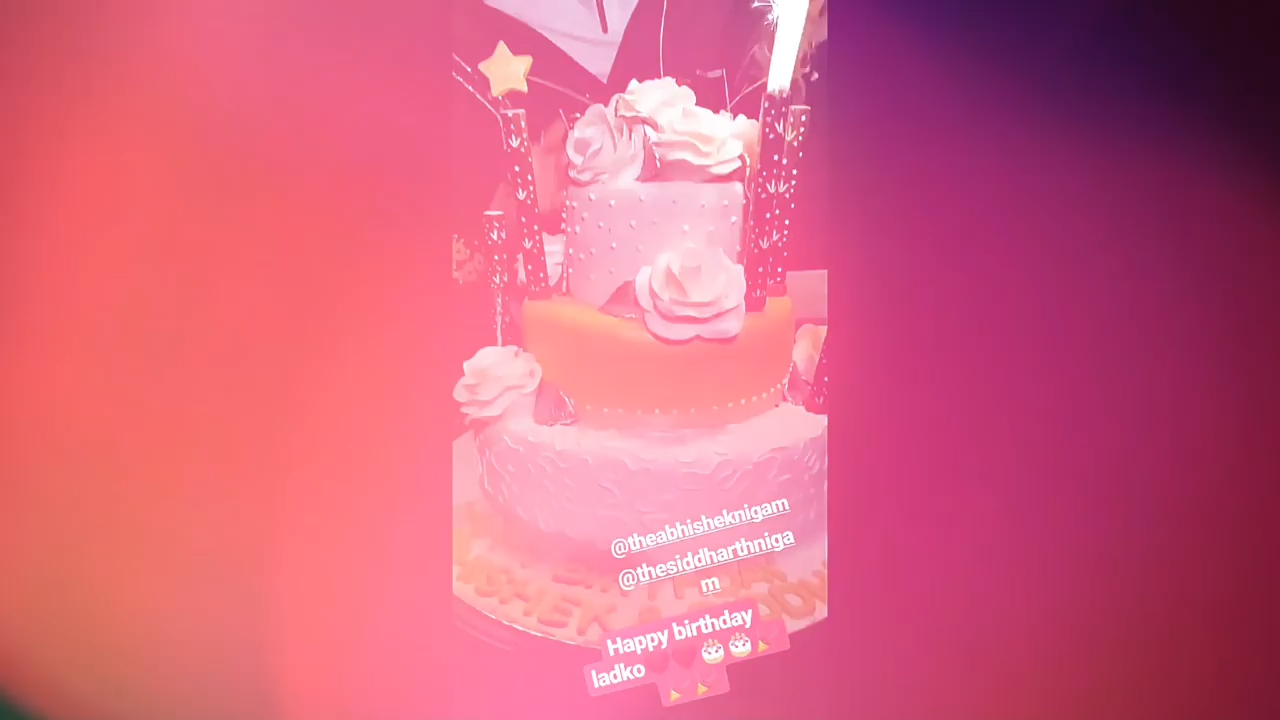 @theabhisheknigam
@thesiddharthniga
m
Happy birthday
ladko ❤️❤️🎂🎂🎉
🎉🎉